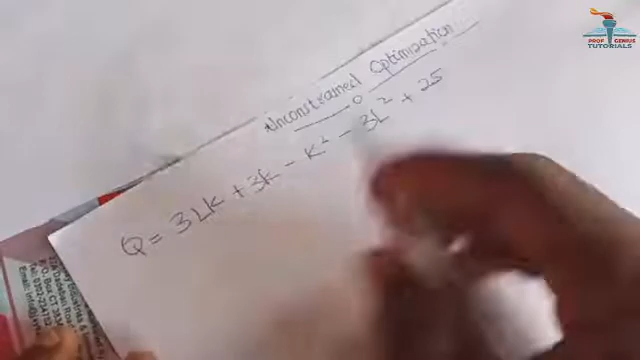 PROF GENIUS
TUTORIALS
Unconstrained Optimization
Q = 3LK + 3K - K² - 3L² + 25